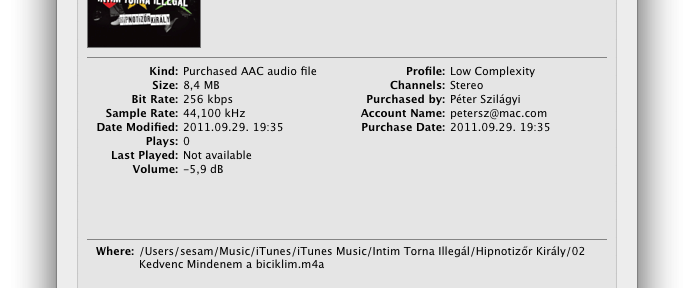 INTIM TORNA ILLEGÁL
HIPNOTIZŐR KIRÁLY
Kind: Purchased AAC audio file
Size: 8,4 MB
Bit Rate: 256 kbps
Sample Rate: 44,100 kHz
Date Modified: 2011.09.29. 19:35
Plays: 0
Last Played: Not available
Volume: -5,9 dB
Profile: Low Complexity
Channels: Stereo
Purchased by: Péter Szilágyi
Account Name: petersz@mac.com
Purchase Date: 2011.09.29. 19:35
Where: /Users/sesam/Music/iTunes/iTunes Music/Intim Torna Illegál/Hipnotizőr Király/02
Kedvenc Mindenem a biciklim.m4a